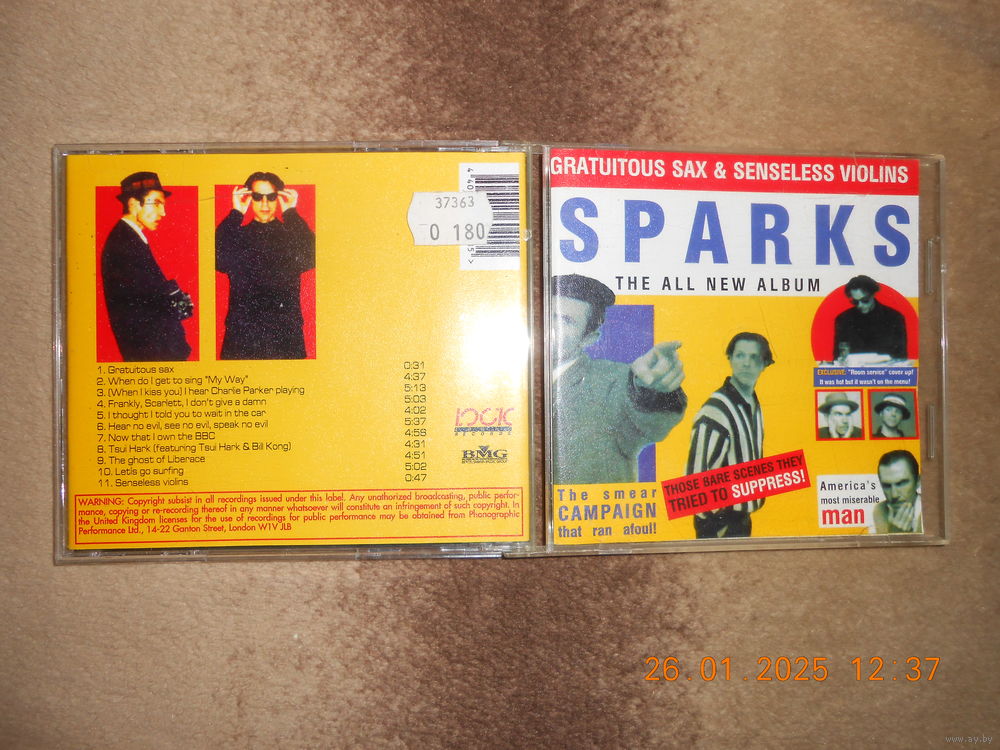 37363
0 180
1. Gratuitous sax 0:31
2. When do I get to sing "My Way" 4:37
3. (When I kiss you) I hear Charlie Parker playing 5:13
4. Frankly, Scarlett, I don't give a damn 5:03
5. I thought I told you to wait in the car 4:02
6. Hear no evil, see no evil, speak no evil 5:37
7. Now that I own the BBC 4:58
8. Tsui Hark (featuring Tsui Hark & Bill Kong) 4:31
9. The ghost of Liberace 4:51
10. Let's go surfing 5:02
11. Senseless violins 0:47
LOGIC
RECORDS
BMG
WARNING: Copyright subsist in all recordings issued under this label. Any unauthorized broadcasting, public perfor-
mance, copying or re-recording thereof in any manner whatsoever will constitute an infringement of such copyright. In
the United Kingdom licenses for the use of recordings for public performance may be obtained from Phonographic
Performance Ltd., 14-22 Ganton Street, London W1V JLB
GRATUITOUS SAX & SENSELESS VIOLINS
SPARKS
THE ALL NEW ALBUM
EXCLUSIVE: "Room service" cover up!
It was hot but it wasn't on the menu!
The smear
CAMPAIGN
that ran afoul!
THOSE BARE SCENES THEY
TRIED TO SUPPRESS!
America's
most miserable
man
26.01.2025 12:37
www.ay.by